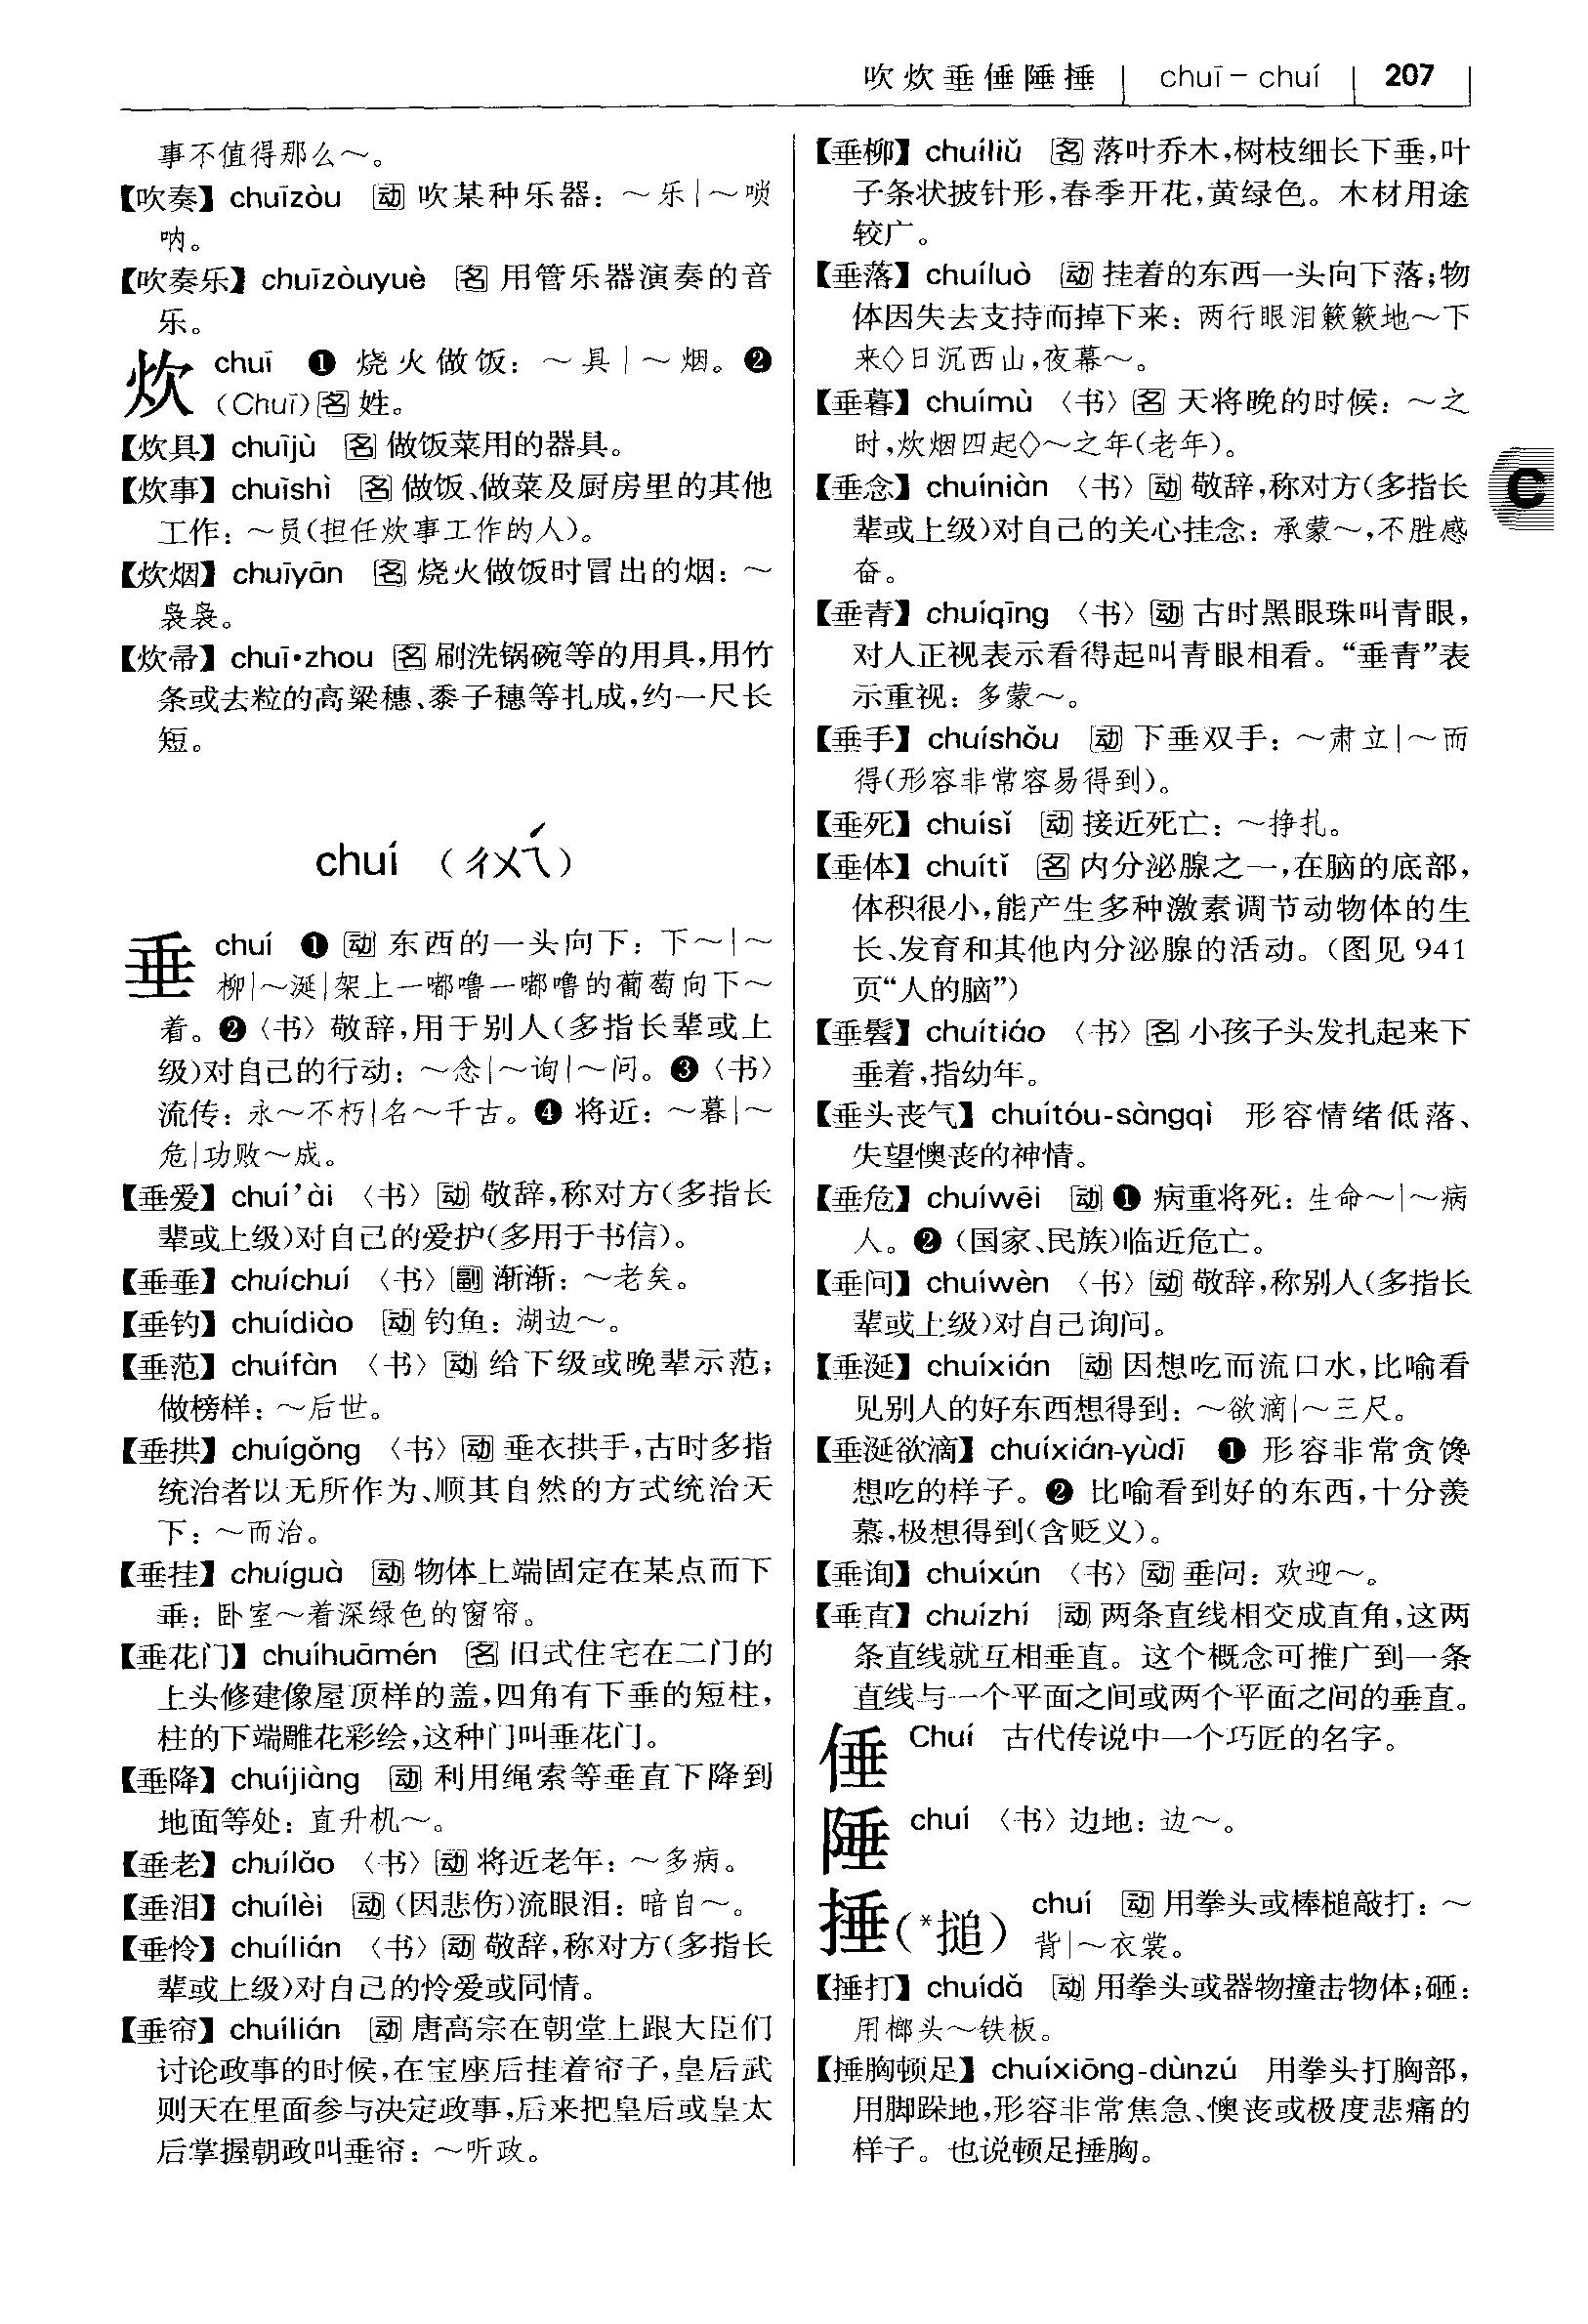 吹炊垂倕陲捶 | chuī－chuí | 207
事不值得那么～。
【吹奏】chuīzòu 动 吹某种乐器：～乐|～唢
呐。
【吹奏乐】chuīzòuyuè 名 用管乐器演奏的音
乐。
炊 chuī ❶ 烧火做饭：～具|～烟。❷
（Chuī）名 姓。
【炊具】chuījù 名 做饭菜用的器具。
【炊事】chuīshì 名 做饭、做菜及厨房里的其他
工作：～员(担任炊事工作的人)。
【炊烟】chuīyān 名 烧火做饭时冒出的烟：～
袅袅。
【炊帚】chuī•zhou 名 刷洗锅碗等的用具，用竹
条或去粒的高粱穗、黍子穗等扎成，约一尺长
短。
chuí （ㄔㄨㄟˊ）
垂 chuí ❶ 动 东西的一头向下：下～|～
柳|～涎|架上一嘟噜一嘟噜的葡萄向下～
着。❷〈书〉敬辞，用于别人(多指长辈或上
级)对自己的行动：～念|～询|～问。❸〈书〉
流传：永～不朽|名～千古。❹ 将近：～暮|～
危|功败～成。
【垂爱】chuí’ài 〈书〉动 敬辞，称对方(多指长
辈或上级)对自己的爱护(多用于书信)。
【垂垂】chuíchuí 〈书〉副 渐渐：～老矣。
【垂钓】chuídiào 动 钓鱼：湖边～。
【垂范】chuífàn 〈书〉动 给下级或晚辈示范；
做榜样：～后世。
【垂拱】chuígǒng 〈书〉动 垂衣拱手，古时多指
统治者以无所作为、顺其自然的方式统治天
下：～而治。
【垂挂】chuíguà 动 物体上端固定在某点而下
垂：卧室～着深绿色的窗帘。
【垂花门】chuíhuāmén 名 旧式住宅在二门的
上头修建像屋顶样的盖，四角有下垂的短柱，
柱的下端雕花彩绘，这种门叫垂花门。
【垂降】chuíjiàng 动 利用绳索等垂直下降到
地面等处：直升机～。
【垂老】chuílǎo 〈书〉动 将近老年：～多病。
【垂泪】chuílèi 动 (因悲伤)流眼泪：暗自～。
【垂怜】chuílián 〈书〉动 敬辞，称对方(多指长
辈或上级)对自己的怜爱或同情。
【垂帘】chuílián 动 唐高宗在朝堂上跟大臣们
讨论政事的时候，在宝座后挂着帘子，皇后武
则天在里面参与决定政事，后来把皇后或皇太
后掌握朝政叫垂帘：～听政。
【垂柳】chuíliǔ 名 落叶乔木，树枝细长下垂，叶
子条状披针形，春季开花，黄绿色。木材用途
较广。
【垂落】chuíluò 动 挂着的东西一头向下落；物
体因失去支持而掉下来：两行眼泪簌簌地～下
来◇日沉西山，夜幕～。
【垂暮】chuímù 〈书〉名 天将晚的时候：～之
时，炊烟四起◇～之年(老年)。
【垂念】chuíniàn 〈书〉动 敬辞，称对方(多指长
辈或上级)对自己的关心挂念：承蒙～，不胜感
奋。
【垂青】chuíqīng 〈书〉动 古时黑眼珠叫青眼，
对人正视表示看得起叫青眼相看。“垂青”表
示重视：多蒙～。
【垂手】chuíshǒu 动 下垂双手：～肃立|～而
得(形容非常容易得到)。
【垂死】chuísǐ 动 接近死亡：～挣扎。
【垂体】chuítǐ 名 内分泌腺之一，在脑的底部，
体积很小，能产生多种激素调节动物体的生
长、发育和其他内分泌腺的活动。(图见941
页“人的脑”)
【垂髫】chuítiáo 〈书〉名 小孩子头发扎起来下
垂着，指幼年。
【垂头丧气】chuítóu-sàngqì 形容情绪低落、
失望懊丧的神情。
【垂危】chuíwēi 动 ❶ 病重将死：生命～|～病
人。❷ (国家、民族)临近危亡。
【垂问】chuíwèn 〈书〉动 敬辞，称别人(多指长
辈或上级)对自己询问。
【垂涎】chuíxián 动 因想吃而流口水，比喻看
见别人的好东西想得到：～欲滴|～三尺。
【垂涎欲滴】chuíxián-yùdī ❶ 形容非常贪馋
想吃的样子。❷ 比喻看到好的东西，十分羡
慕，极想得到(含贬义)。
【垂询】chuíxún 〈书〉动 垂问：欢迎～。
【垂直】chuízhí 动 两条直线相交成直角，这两
条直线就互相垂直。这个概念可推广到一条
直线与一个平面之间或两个平面之间的垂直。
倕 Chuí 古代传说中一个巧匠的名字。
陲 chuí 〈书〉边地：边～。
捶(*搥) chuí 动 用拳头或棒槌敲打：～
背|～衣裳。
【捶打】chuídǎ 动 用拳头或器物撞击物体；砸：
用榔头～铁板。
【捶胸顿足】chuíxiōng-dùnzú 用拳头打胸部，
用脚跺地，形容非常焦急、懊丧或极度悲痛的
样子。也说顿足捶胸。
C